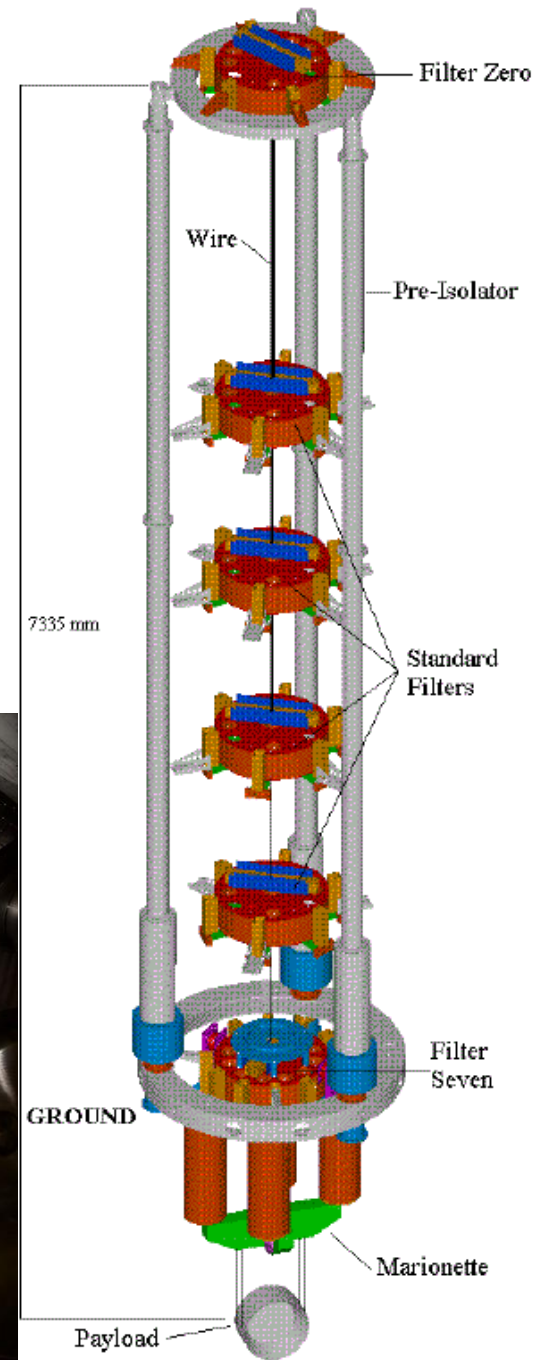 Filter Zero
Wire
Pre-Isolator
7335 mm
Standard
Filters
Filter
Seven
GROUND
Marionette
Payload